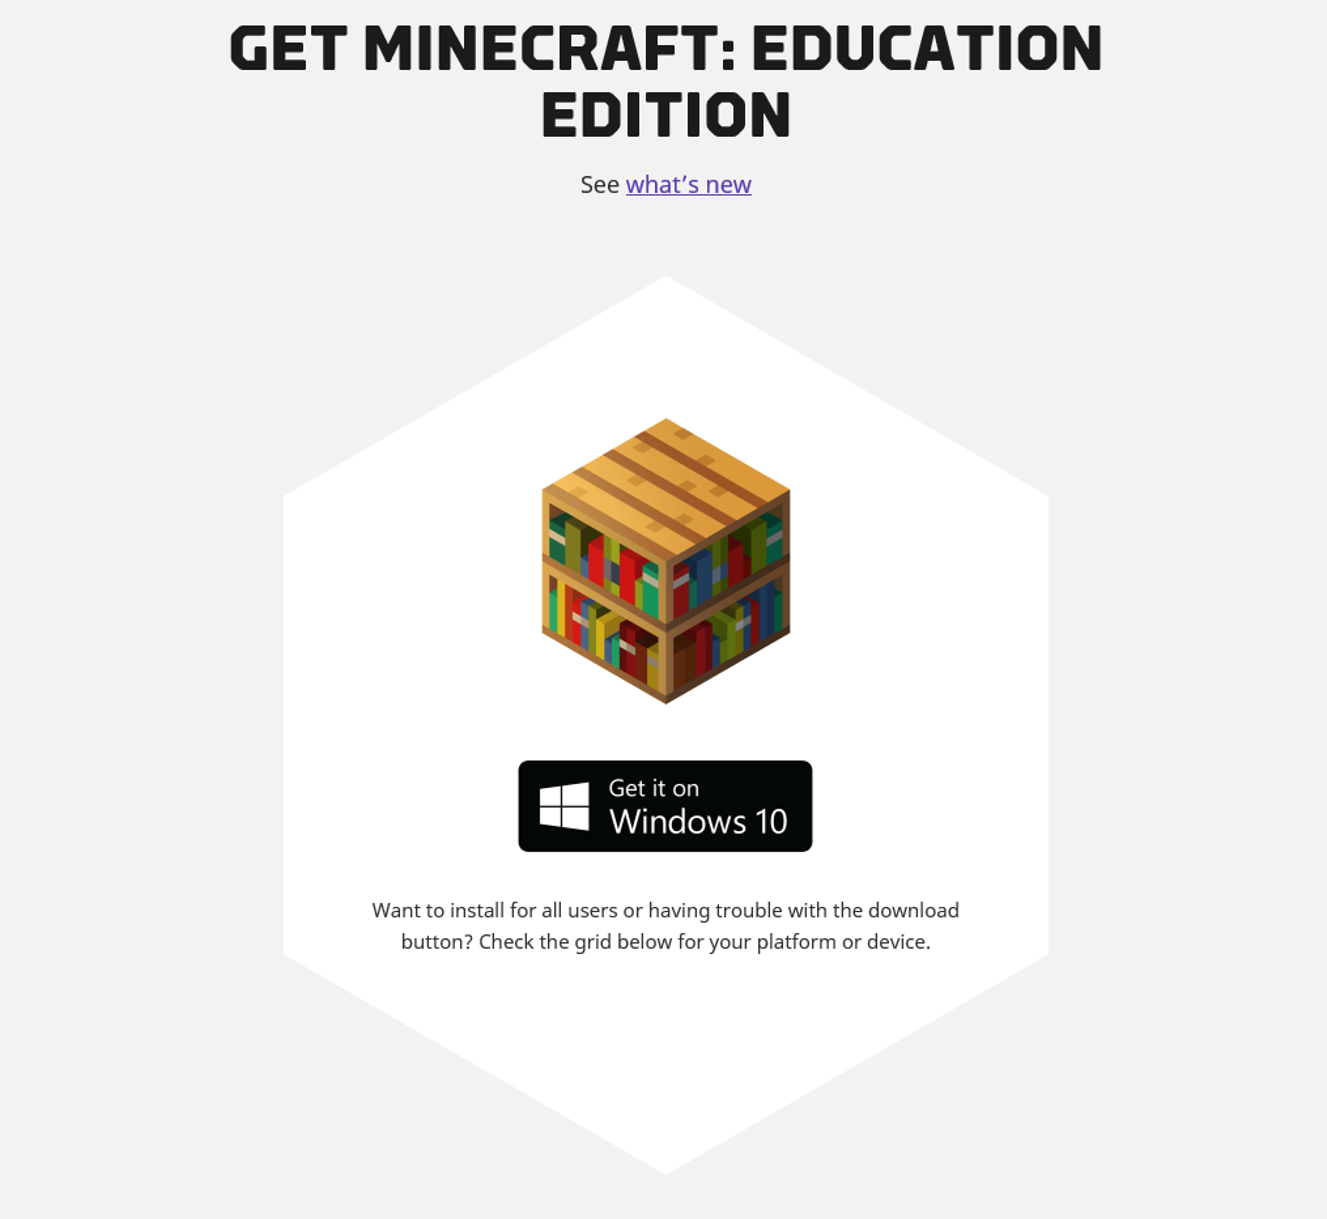 GET MINECRAFT: EDUCATION
EDITION
See what’s new
Get it on
Windows 10
Want to install for all users or having trouble with the download
button? Check the grid below for your platform or device.